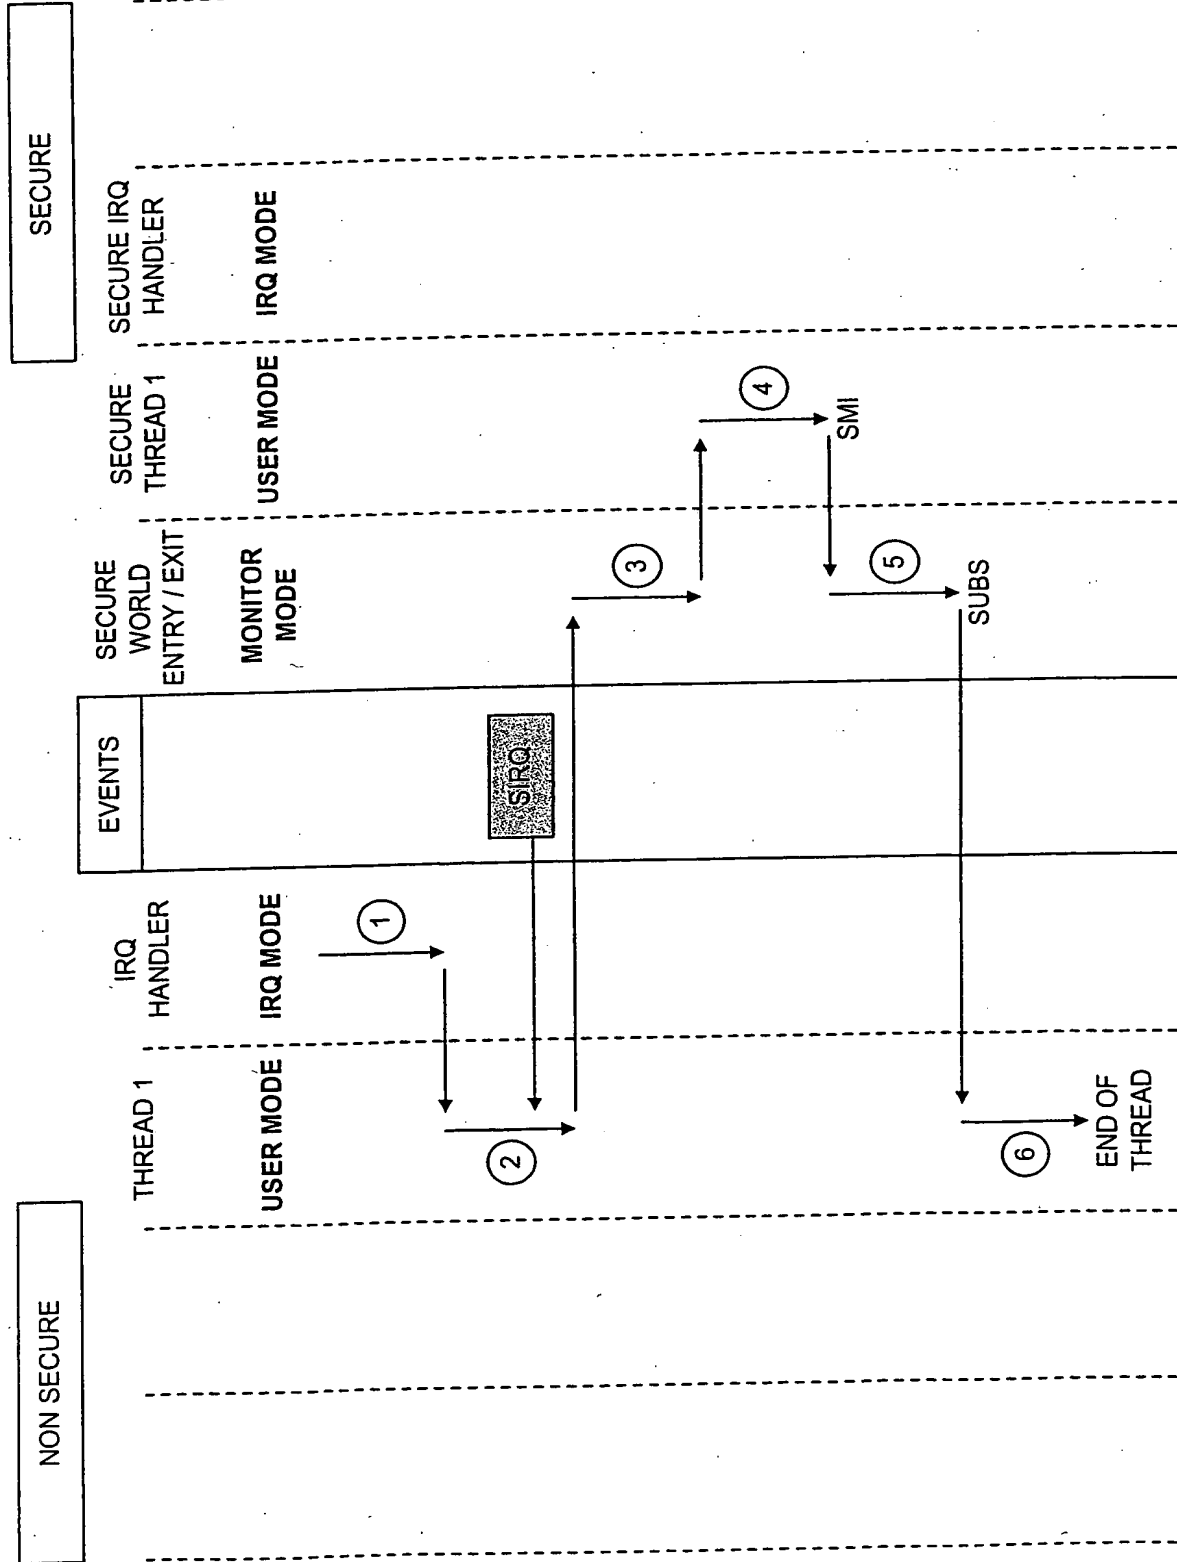 NON SECURE
SECURE
EVENTS
THREAD 1
IRQ
HANDLER
SECURE
WORLD
ENTRY / EXIT
SECURE
THREAD 1
SECURE IRQ
HANDLER
USER MODE
IRQ MODE
MONITOR
MODE
USER MODE
IRQ MODE
1
2
SIRQ
3
4
SMI
5
SUBS
6
END OF
THREAD